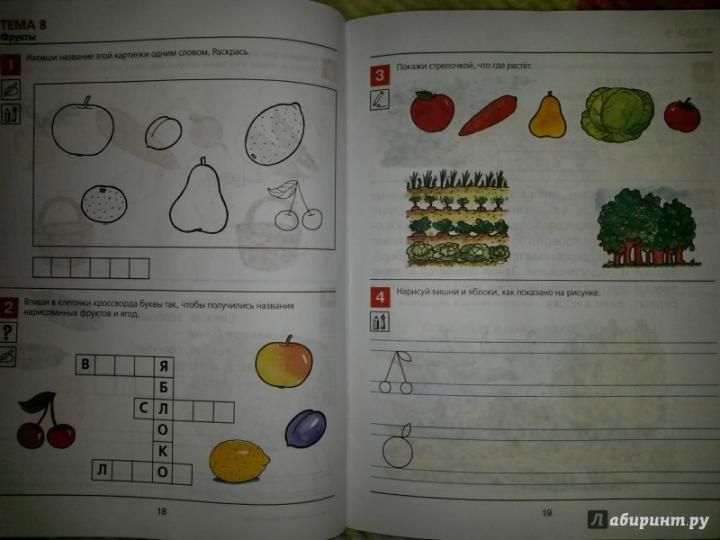 ТЕМА 8
Фрукты
1 Напиши название этой картинки одним словом. Раскрась.
2 Впиши в клеточки кроссворда буквы так, чтобы получились названия
нарисованных фруктов и ягод.
?
В Я
Б
С Л
О
К
Л О
18
3 Покажи стрелочкой, что где растёт.
4 Нарисуй вишни и яблоки, как показано на рисунке.
19
Лабиринт.ру